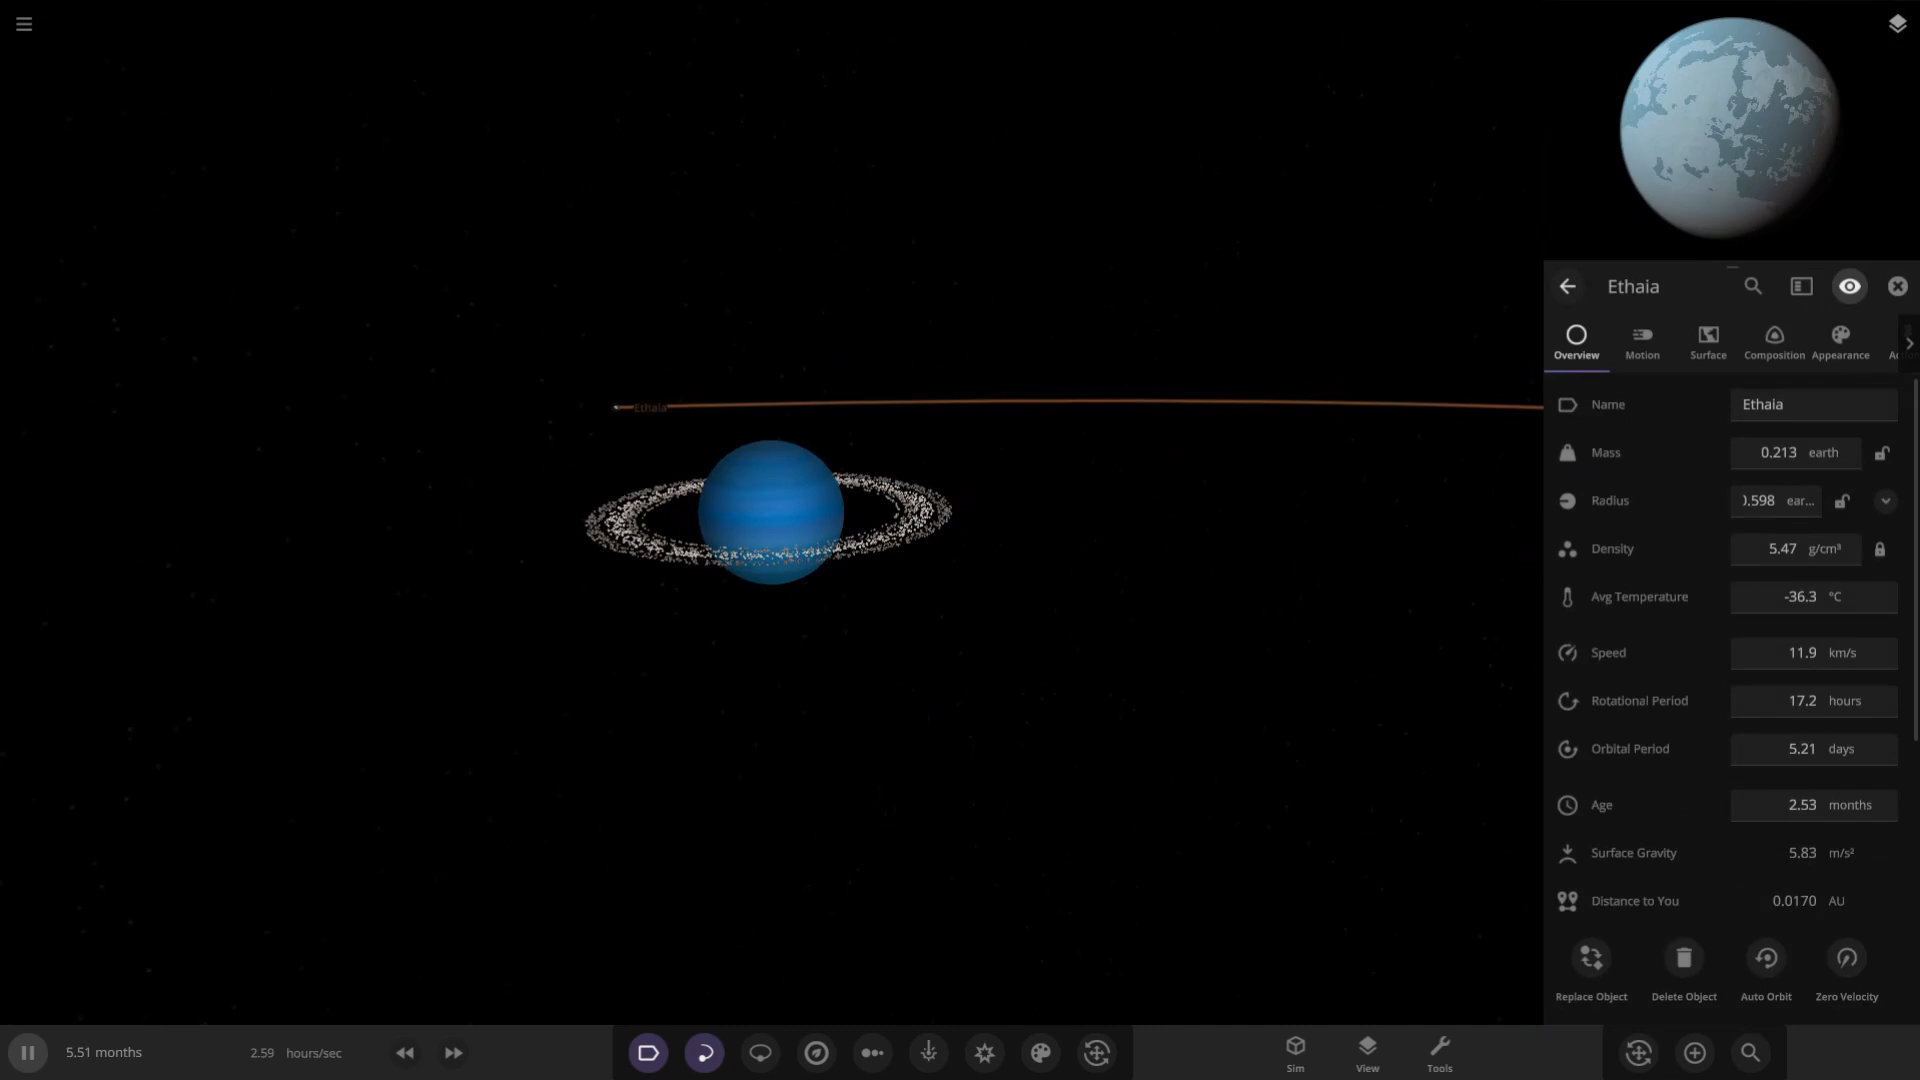 Ethaia
Ethaia
Overview
Motion
Surface
Composition
Appearance
Name
Ethaia
Mass
0.213 earth
Radius
).598 ear...
Density
5.47 g/cm³
Avg Temperature
-36.3 °C
Speed
11.9 km/s
Rotational Period
17.2 hours
Orbital Period
5.21 days
Age
2.53 months
Surface Gravity
5.83 m/s²
Distance to You
0.0170 AU
Replace Object
Delete Object
Auto Orbit
Zero Velocity
5.51 months
2.59 hours/sec
Sim
View
Tools